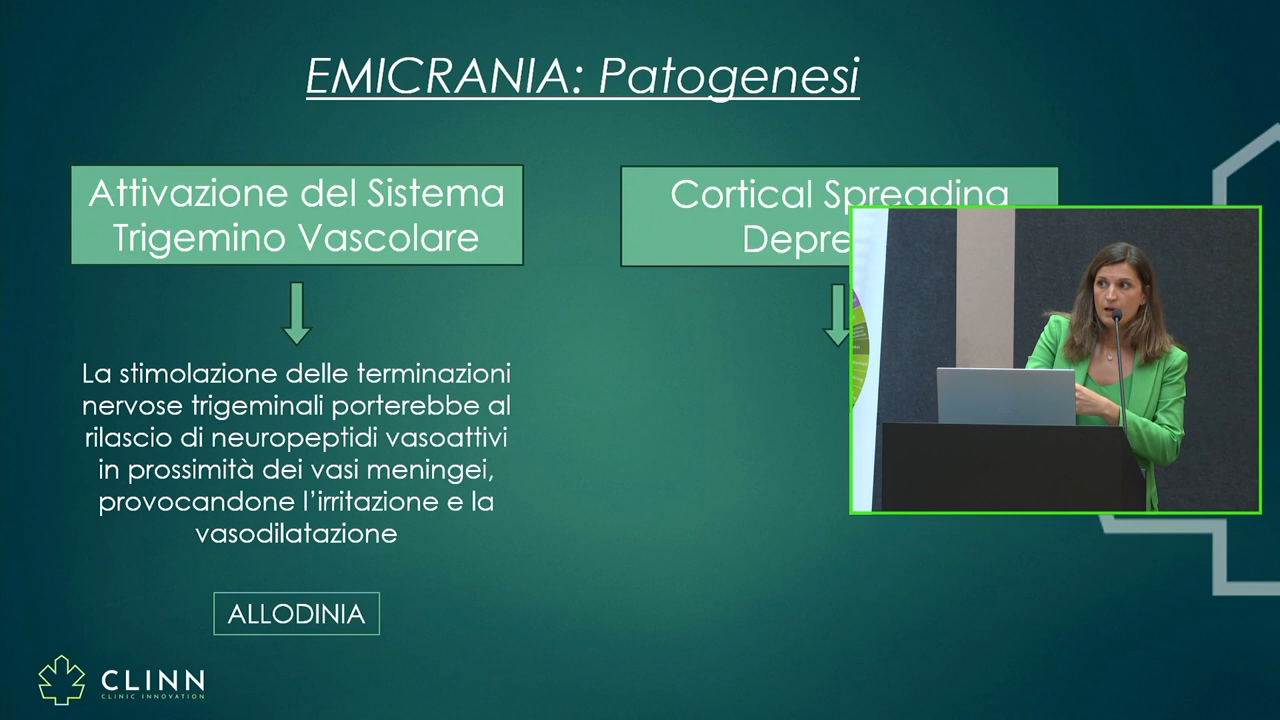 EMICRANIA: Patogenesi
Attivazione del Sistema
Trigemino Vascolare
La stimolazione delle terminazioni
nervose trigeminali porterebbe al
rilascio di neuropeptidi vasoattivi
in prossimità dei vasi meningei,
provocandone l'irritazione e la
vasodilatazione
ALLODINIA
Cortical Spreading
CLINN
CLINIC INNOVATION